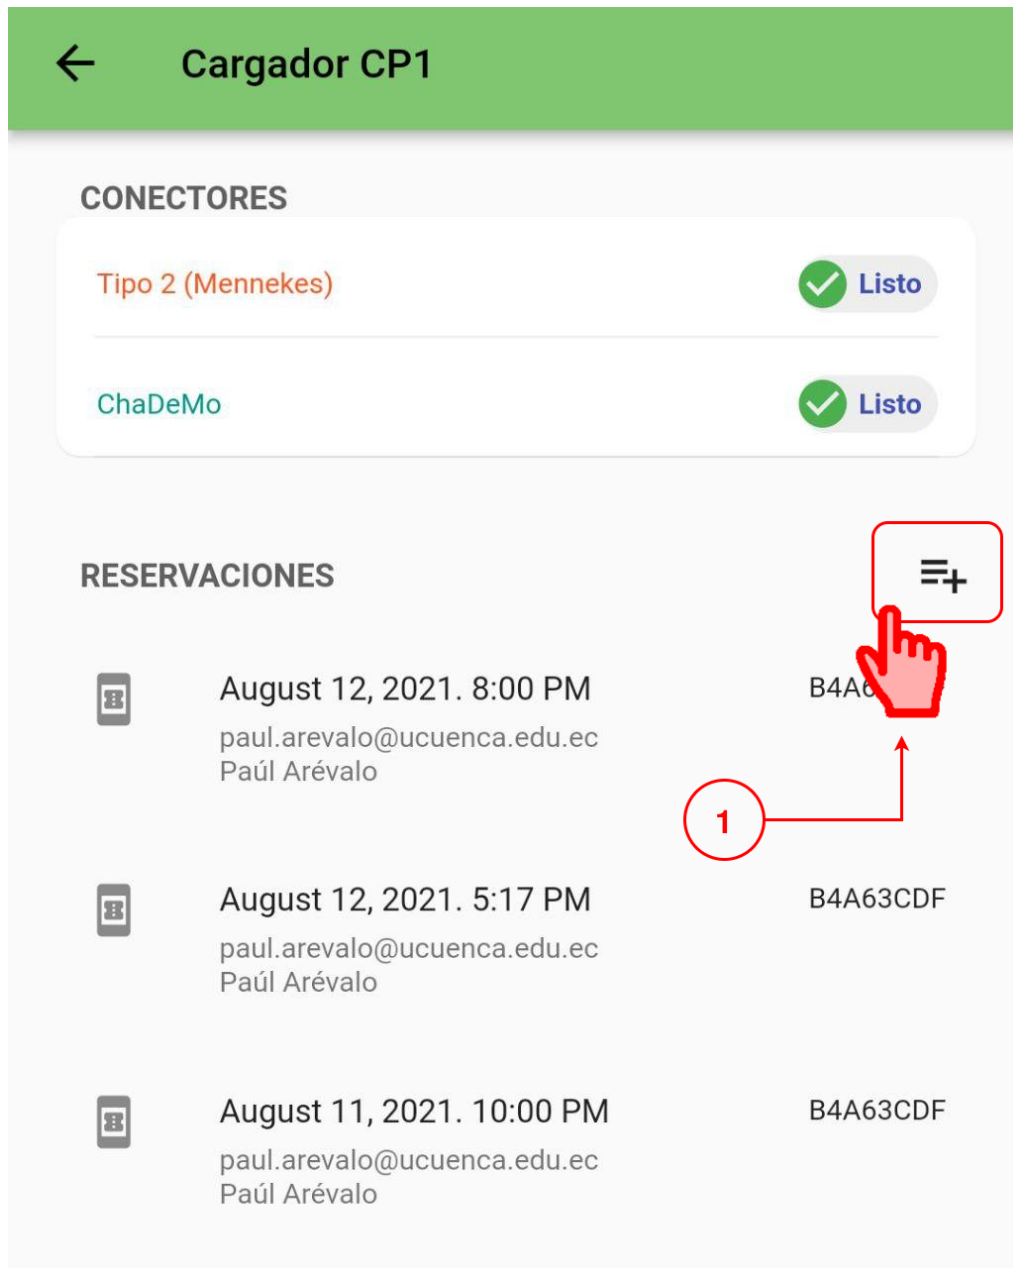 Cargador CP1
CONECTORES
Tipo 2 (Mennekes)
Listo
ChaDeMo
Listo
RESERVACIONES
August 12, 2021. 8:00 PM
paul.arevalo@ucuenca.edu.ec
Paúl Arévalo
1
August 12, 2021. 5:17 PM
B4A63CDF
paul.arevalo@ucuenca.edu.ec
Paúl Arévalo
August 11, 2021. 10:00 PM
B4A63CDF
paul.arevalo@ucuenca.edu.ec
Paúl Arévalo